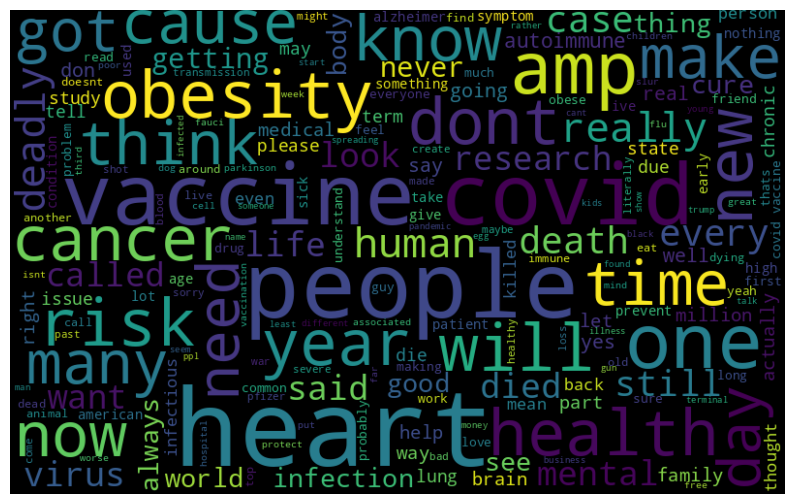 got
cause
know
case
thing
person
might
alzheimer
find
symptom
rather
children
nothing
read
used
body
autoimmune
make
cure
getting
may
never
going
amp
real
friend
don
poor
transmission
start
something
much
doesnt
study
tell
obesity
deadly
everyone
obese
live
slur
young
week
fauci
infected
term
feel
flu
cant
state
chronic
think
medical
please
dont
really
new
problem
third
spreading
look
say
research
create
due
early
literally
condition
shot
around
dog
parkinson
made
take
give
thats
great
show
kids
vaccine
covid
covid vaccine
another
blood
live
cell
someone
even
sick
understand
pandemic
maybe
black
trump
cancer
name
drug
life
human
egg
death
eat
every
isnt
called
vaccination
people
killed
immune
well
dying
high
first
right
issue
age
sorry
need
guy
time
found
mind
yeah
talk
past
call
lot
risk
year
least
different
associated
patient
let
prevent
million
actually
many
seem
ppl
war
die
making
will
healthy
loss
yes
illness
one
old
long
man
want
infectious
common
severe
said
far
good
died
back
still
gun
sure
dead
animal
american
pfizer
work
mean
part
terminal
now
always
hospital
heart
probably
help
love
health
day
thought
come
worse
protect
put
money
way
bad
see
business
virus
world
top
infection
lung
brain
mental
family
free